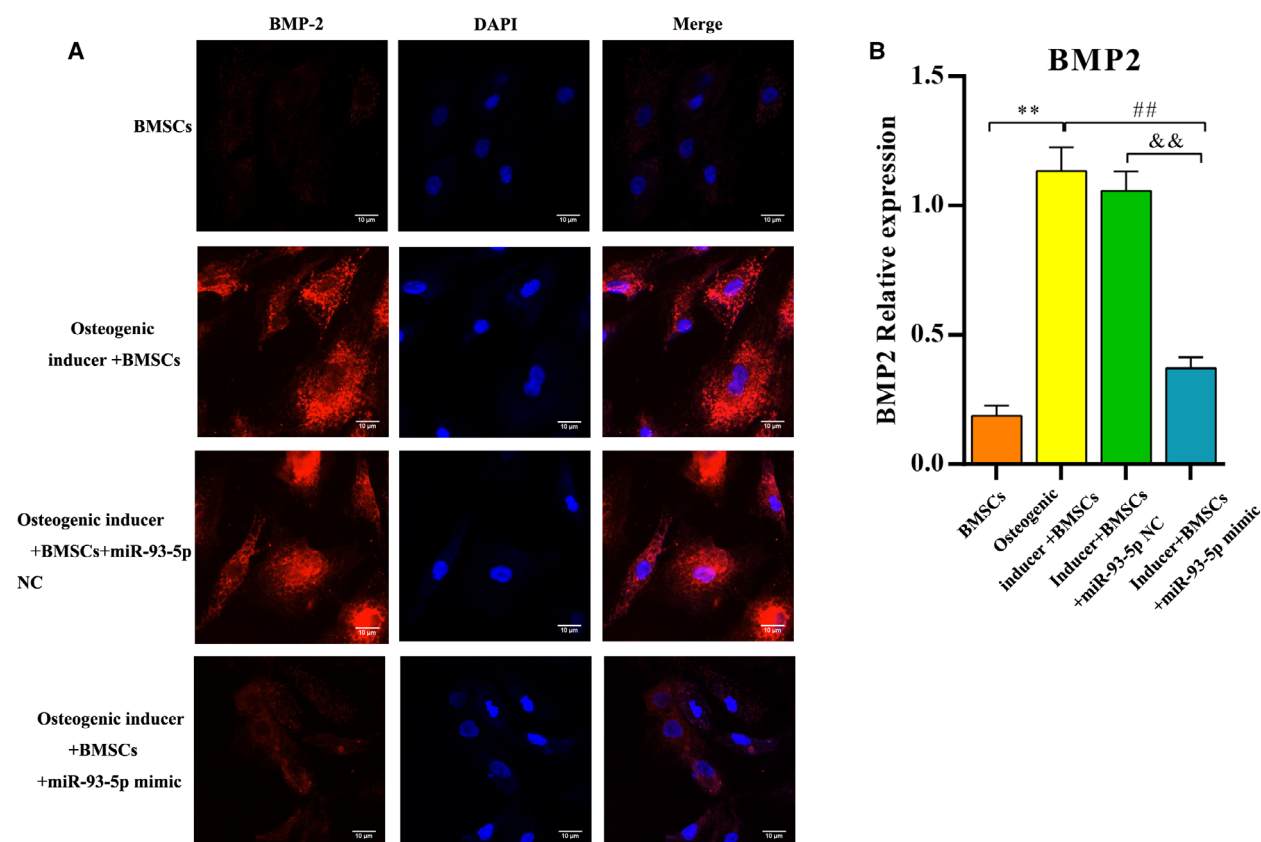 A
BMP-2 DAPI Merge
BMSCs
10 µm 10 µm 10 µm
Osteogenic
inducer +BMSCs
10 µm 10 µm 10 µm
Osteogenic inducer
+BMSCs+miR-93-5p
NC
10 µm 10 µm 10 µm
Osteogenic inducer
+BMSCs
+miR-93-5p mimic
10 µm 10 µm 10 µm
B
BMP2
BMP2 Relative expression
1.5
1.0
0.5
0.0
**
##
&&
BMSCs
Osteogenic
inducer +BMSCs
Inducer+BMSCs
+miR-93-5p NC
Inducer+BMSCs
+miR-93-5p mimic